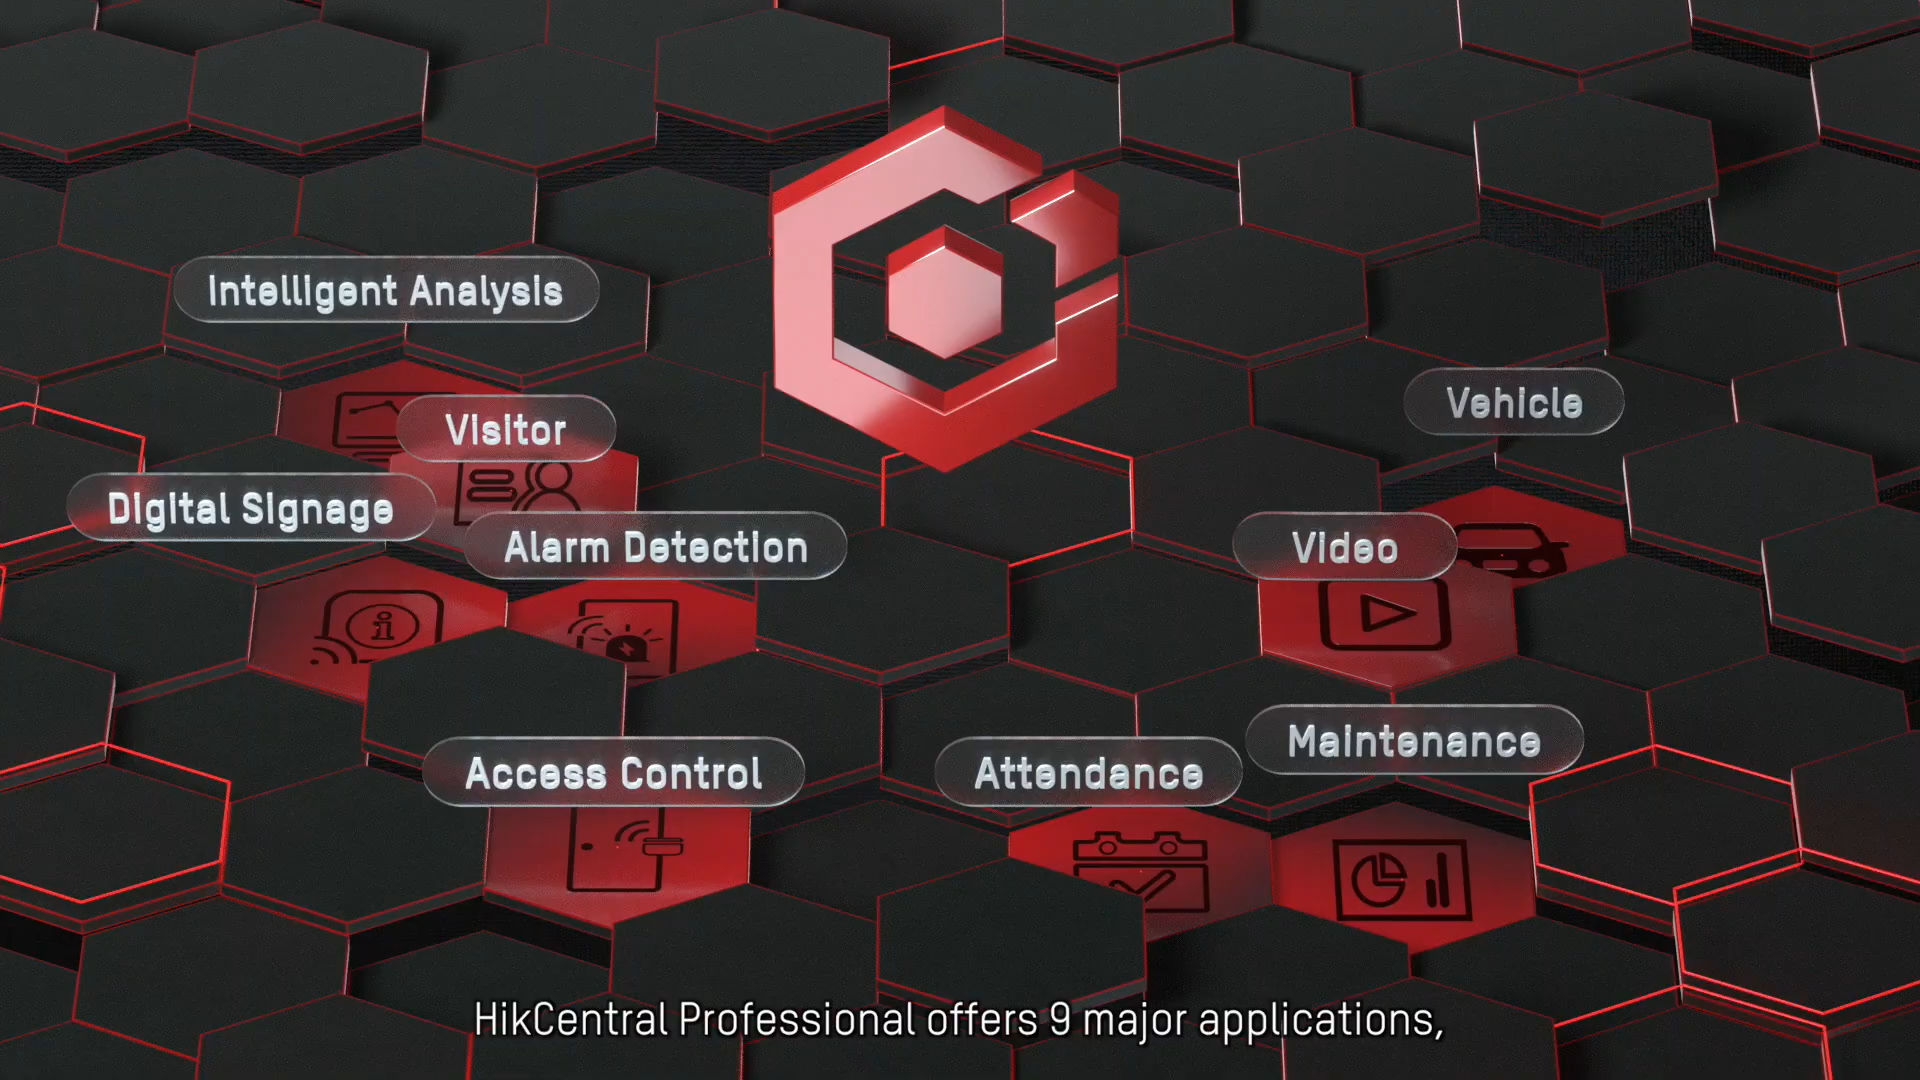 Intelligent Analysis
Visitor
Vehicle
Digital Signage
Alarm Detection
Video
Access Control
Attendance
Maintenance
HikCentral Professional offers 9 major applications,